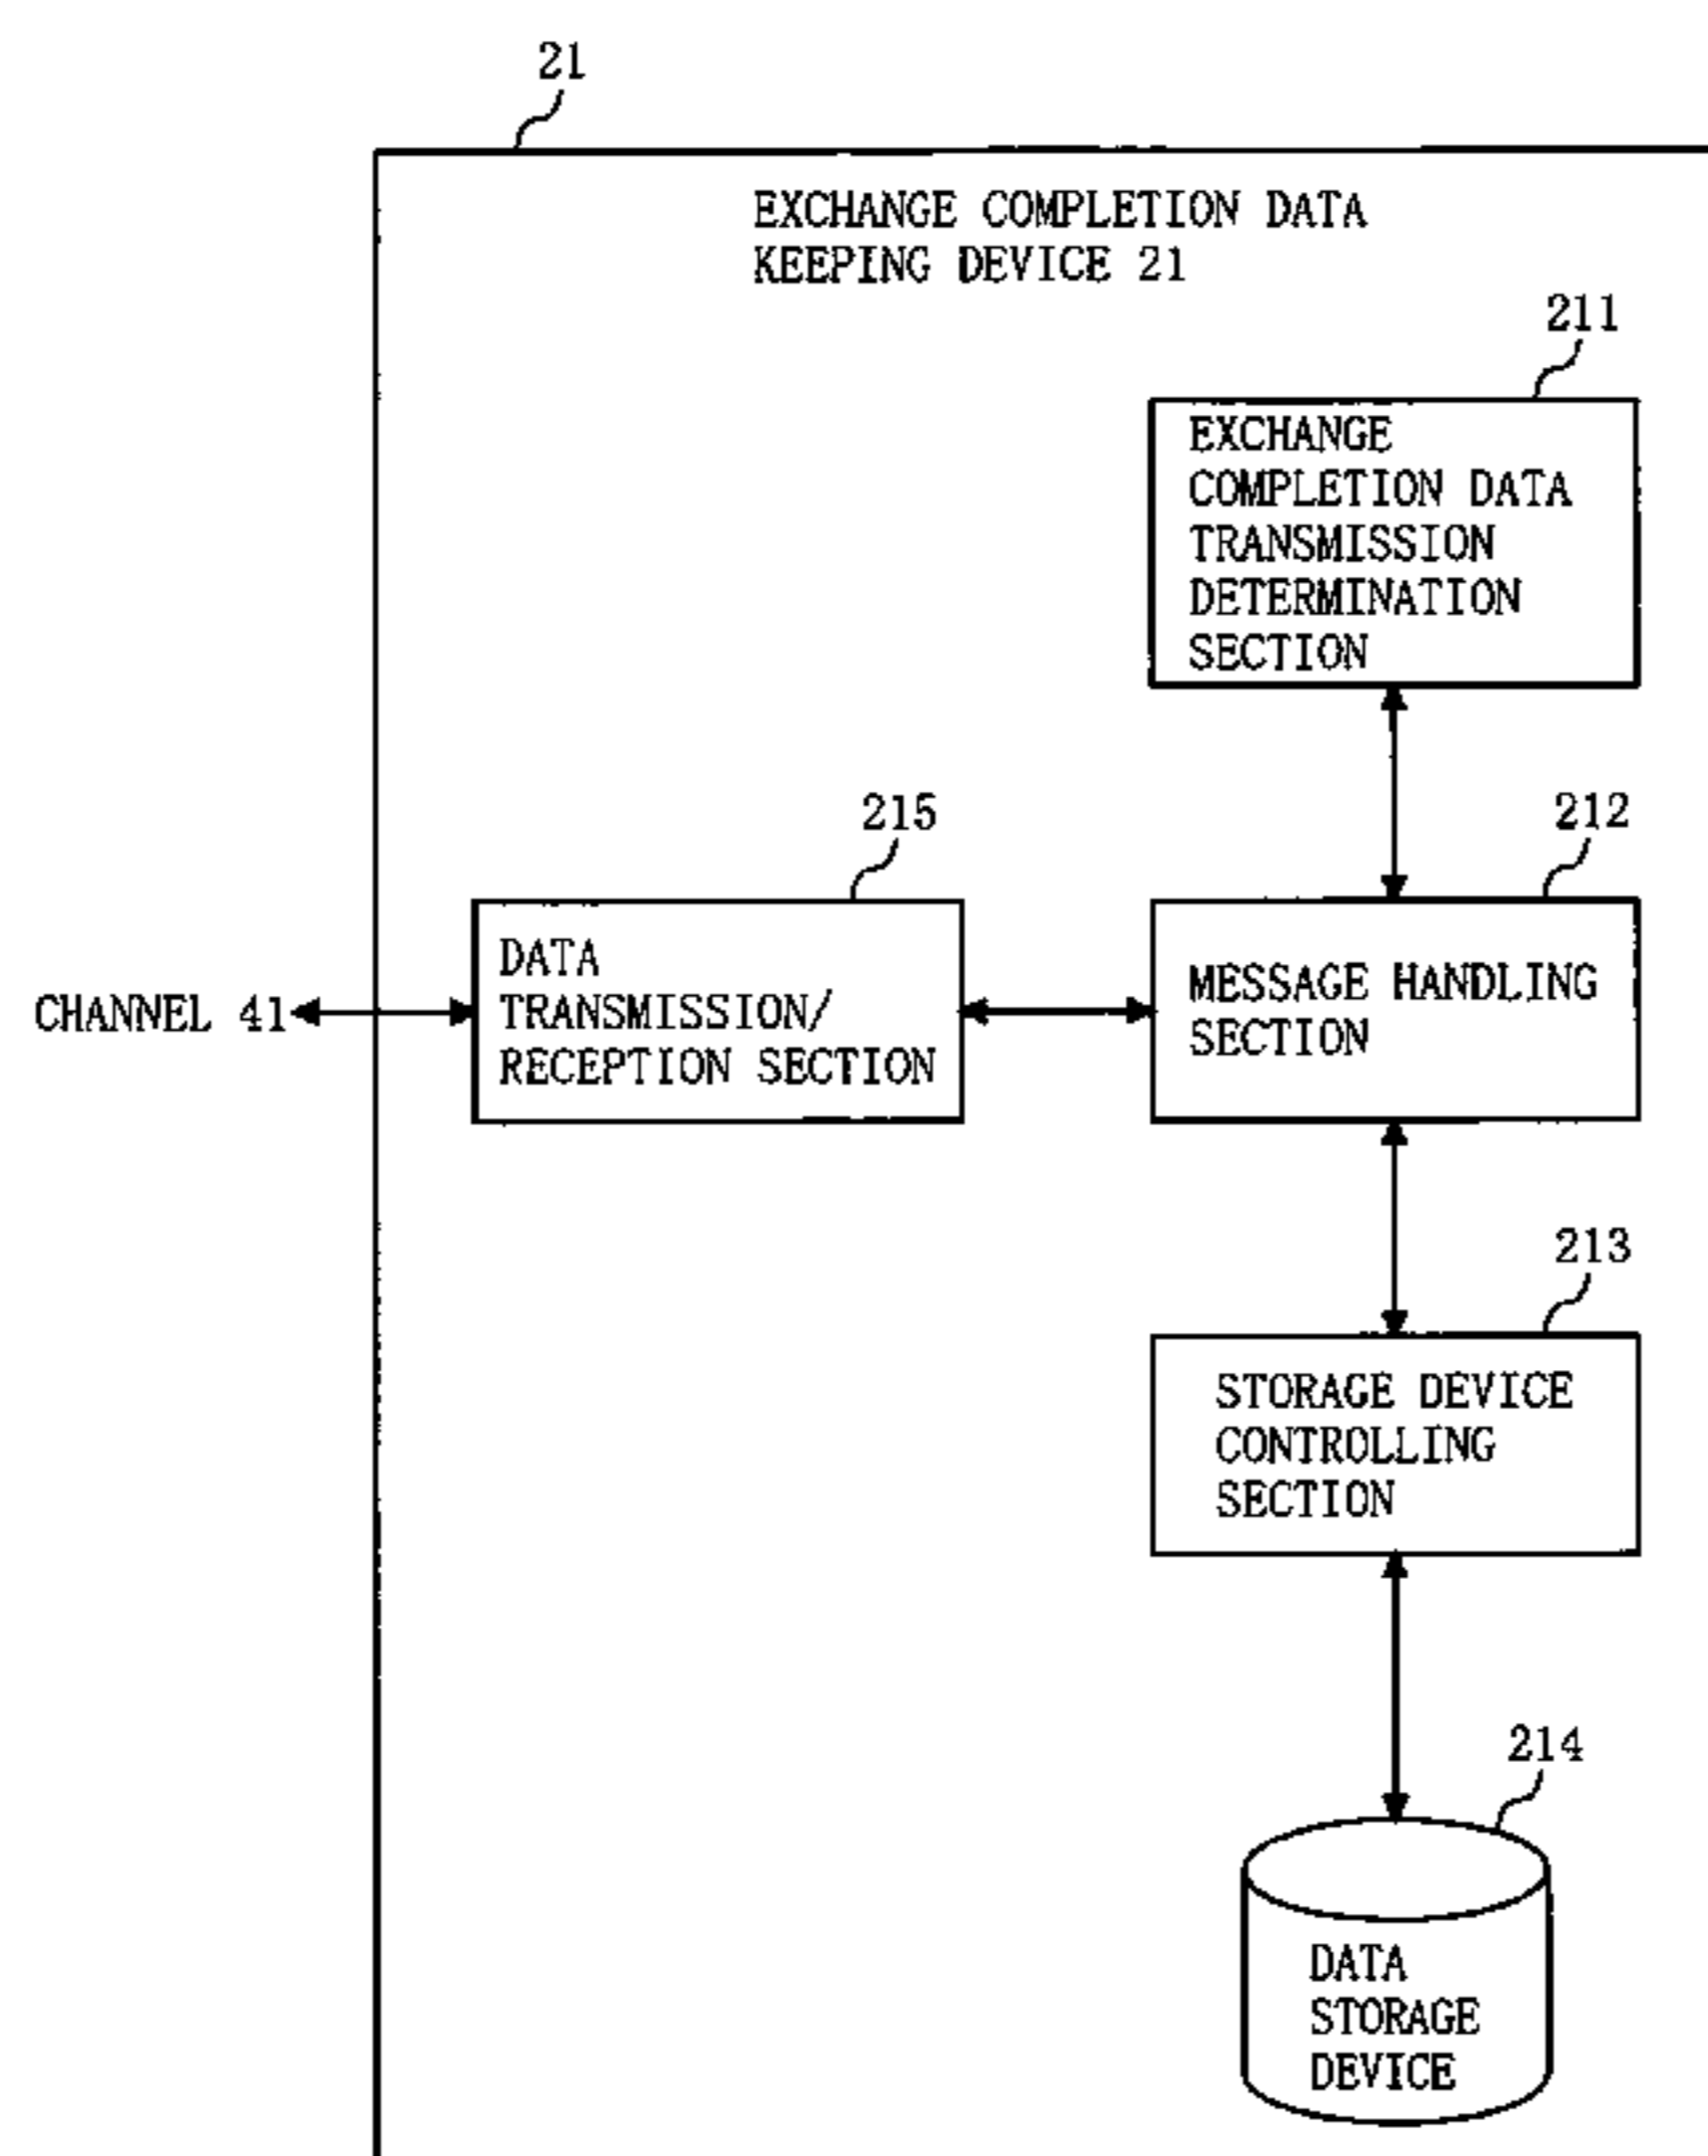 21
EXCHANGE COMPLETION DATA
KEEPING DEVICE 21
211
EXCHANGE
COMPLETION DATA
TRANSMISSION
DETERMINATION
SECTION
215
212
DATA
TRANSMISSION/
RECEPTION SECTION
MESSAGE HANDLING
SECTION
CHANNEL 41
213
STORAGE DEVICE
CONTROLLING
SECTION
214
DATA
STORAGE
DEVICE